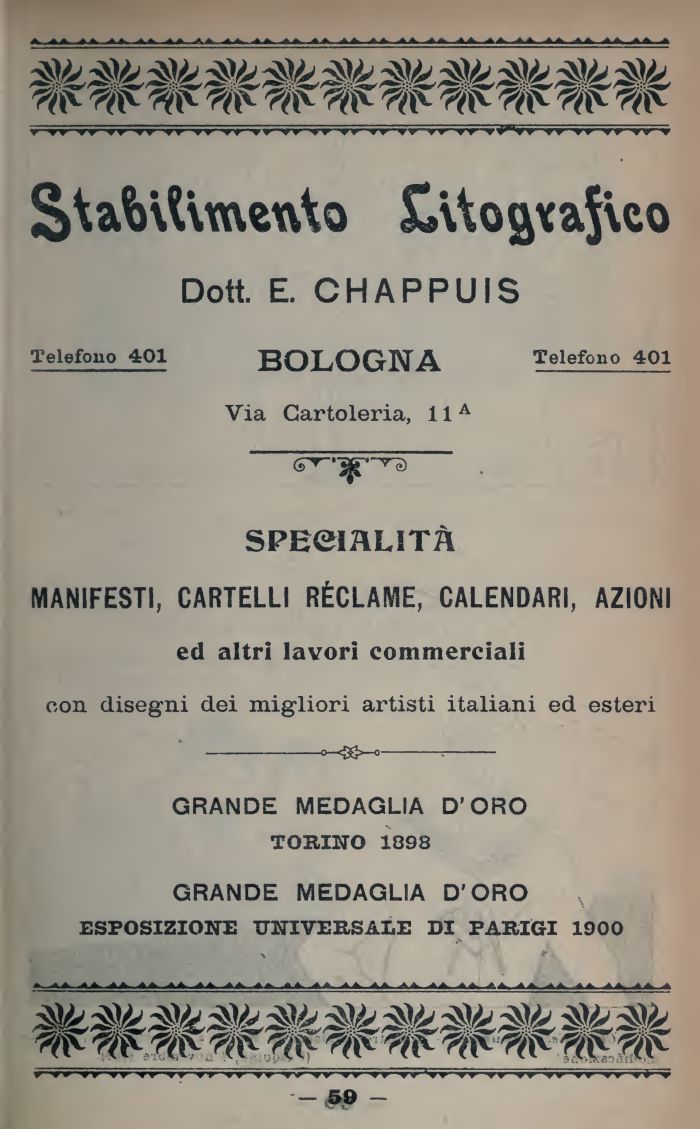 Stabilimento Litografico
Dott. E. CHAPPUIS
Telefono 401 BOLOGNA Telefono 401
Via Cartoleria, 11 A
SPECIALITÀ
MANIFESTI, CARTELLI RÉCLAME, CALENDARI, AZIONI
ed altri lavori commerciali
con disegni dei migliori artisti italiani ed esteri
GRANDE MEDAGLIA D'ORO
TORINO 1898
GRANDE MEDAGLIA D'ORO
ESPOSIZIONE UNIVERSALE DI PARIGI 1900
— 59 —